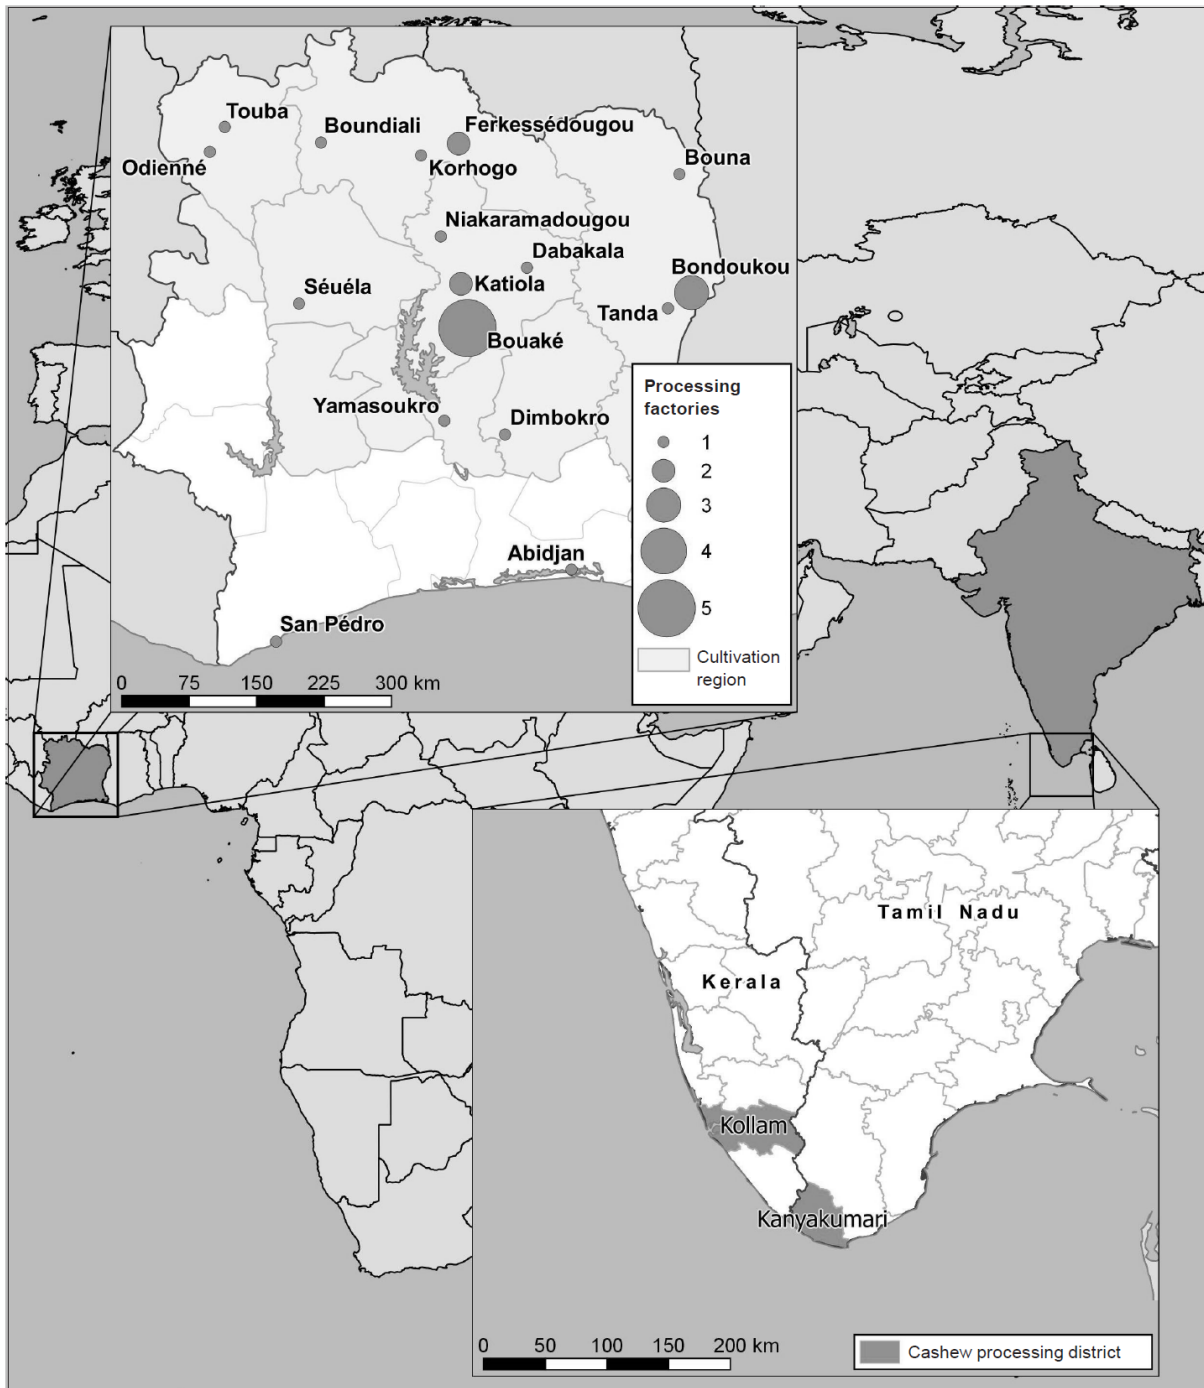 Touba
Boundiali
Ferkessédougou
Odienné
Korhogo
Bouna
Niakaramadougou
Dabakala
Bondoukou
Séuéla
Katiola
Tanda
Bouaké
Yamasoukro
Dimbokro
Abidjan
San Pédro
Processing
factories
1
2
3
4
5
Cultivation
region
0 75 150 225 300 km
Tamil Nadu
Kerala
Kollam
Kanyakumari
0 50 100 150 200 km
Cashew processing district